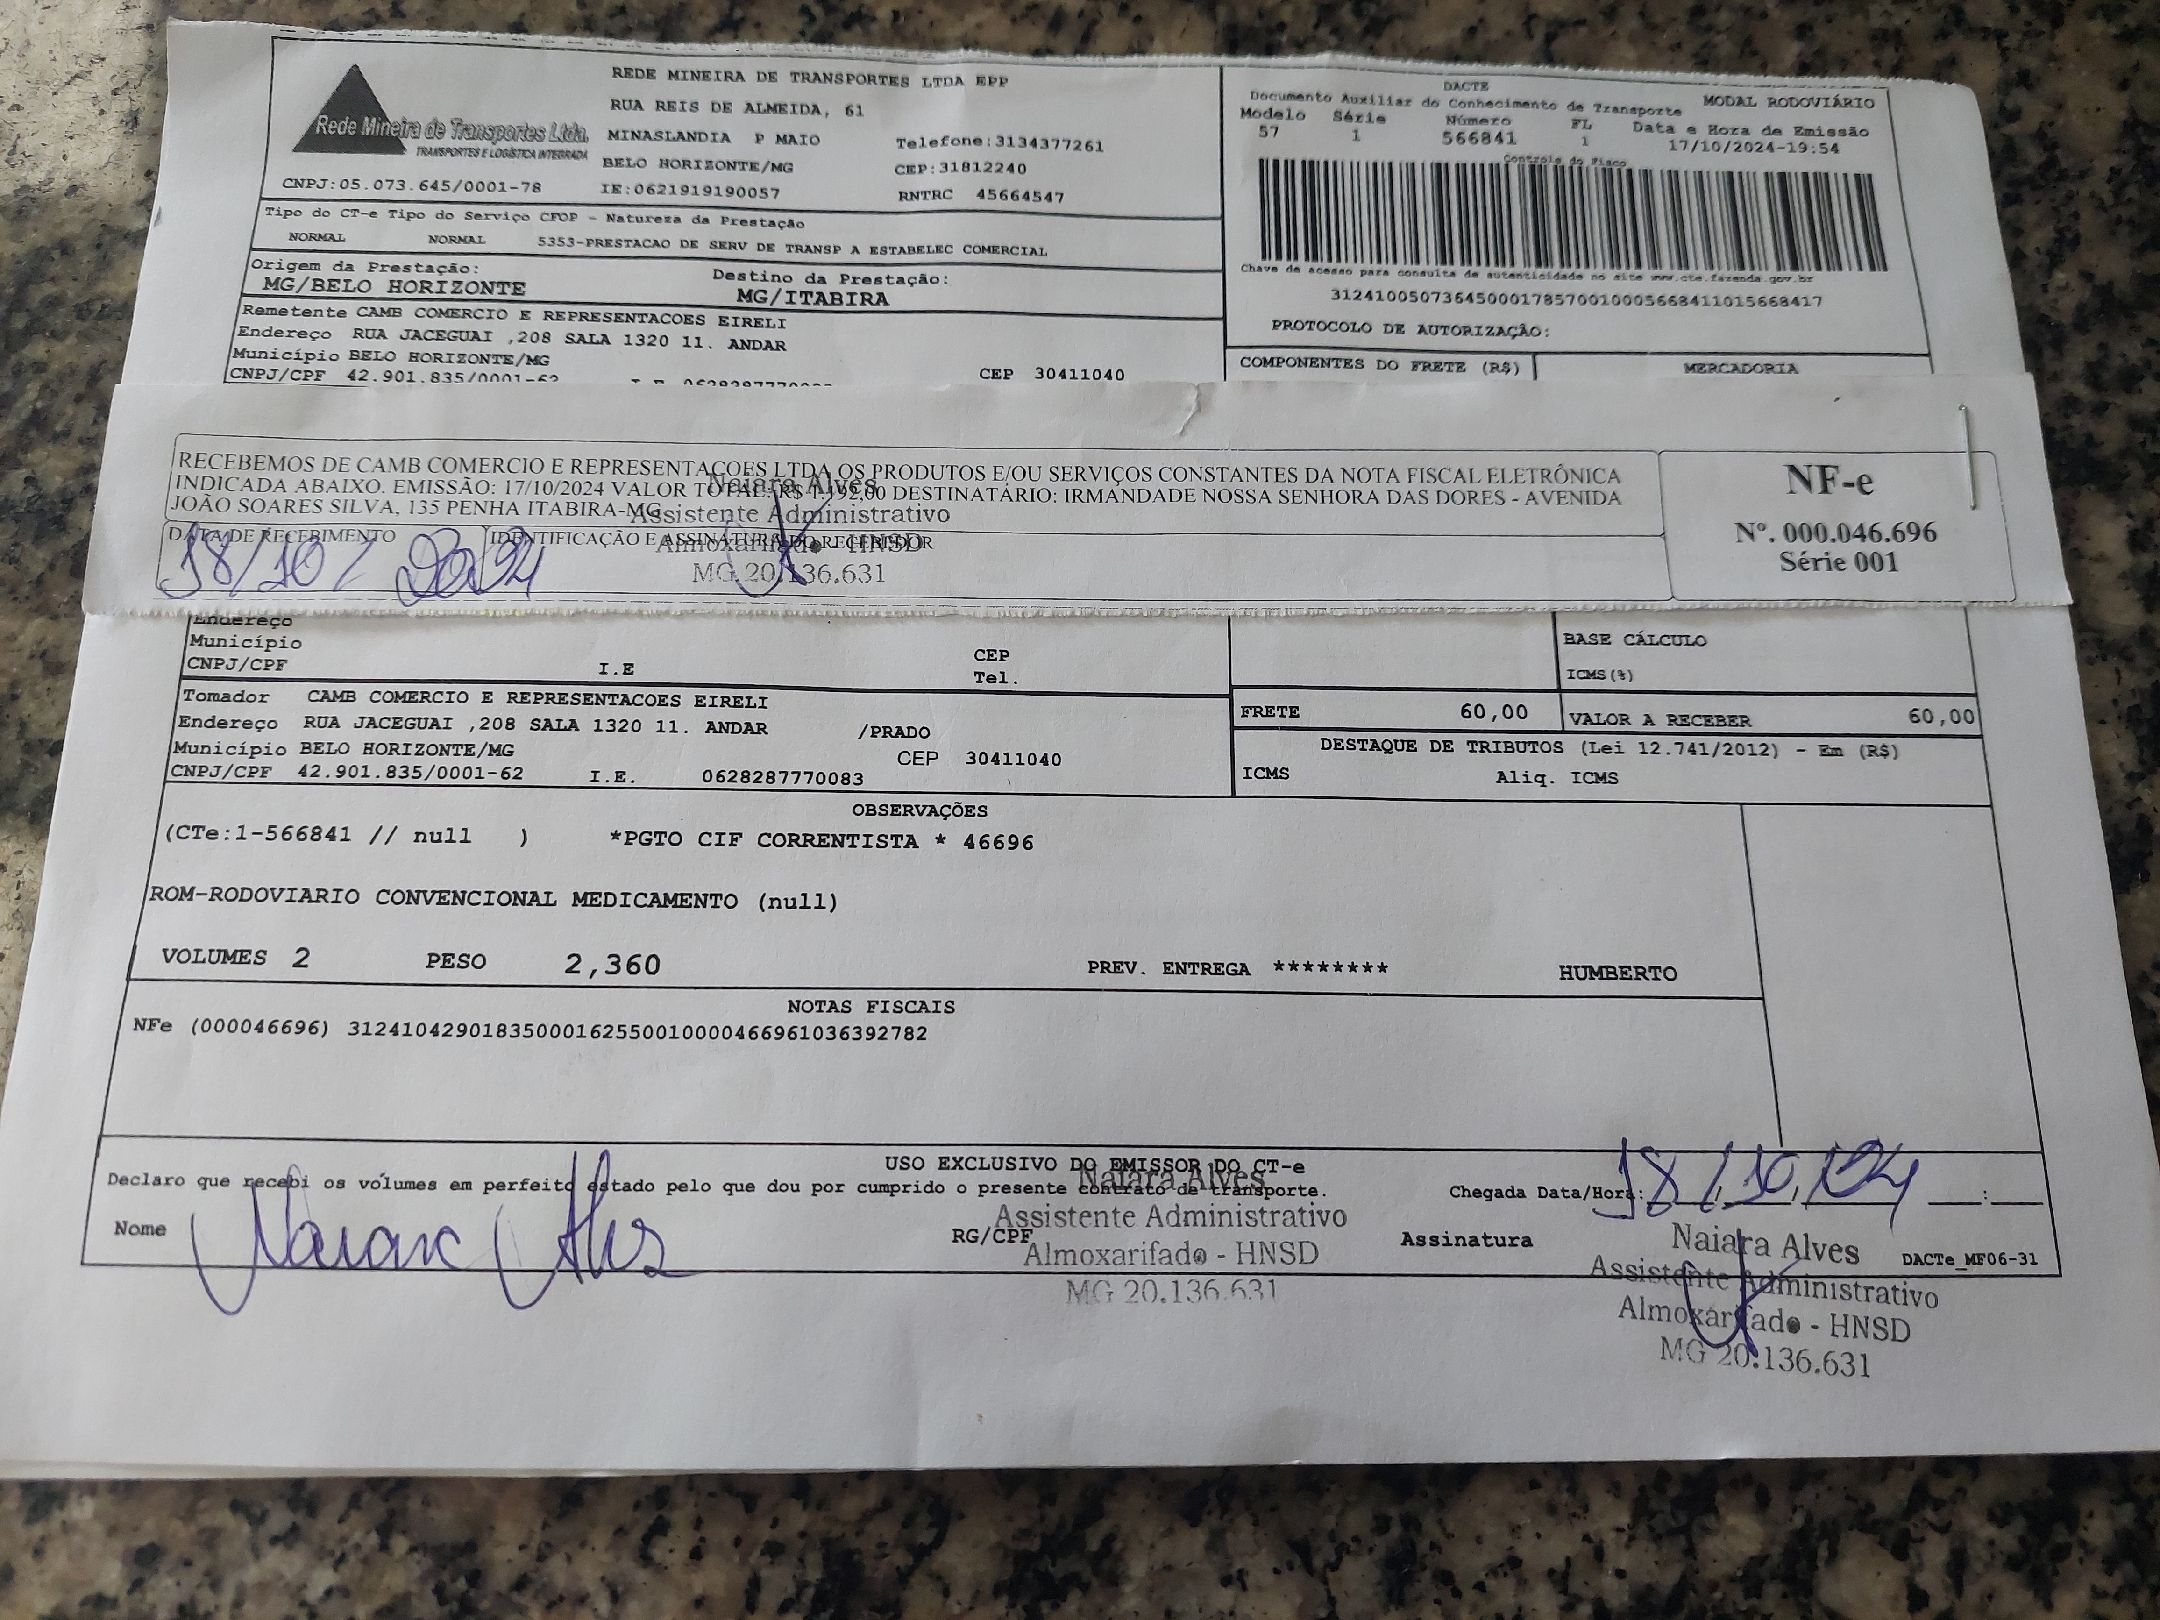 REDE MINEIRA DE TRANSPORTES LTDA EPP
RUA REIS DE ALMEIDA, 61
MINASLANDIA P MAIO Telefone:3134377261
BELO HORIZONTE/MG CEP:31812240
CNPJ:05.073.645/0001-78 IE:0621919190057 RNTRC 45664547
Rede Mineira de Transportes Ltda.
TRANSPORTES E LOGÍSTICA INTEGRADA
DACTE
Documento Auxiliar do Conhecimento de Transporte MODAL RODOVIÁRIO
Modelo Série Número FL Data e Hora de Emissão
57 1 566841 1 17/10/2024-19:54
Controle do Fisco
Chave de acesso para consulta de autenticidade no site www.cte.fazenda.gov.br
31241005073645000178570010005668411015668417
PROTOCOLO DE AUTORIZAÇÃO:
COMPONENTES DO FRETE (R$) MERCADORIA
Tipo do CT-e Tipo do Serviço CFOP - Natureza da Prestação
NORMAL NORMAL 5353-PRESTACAO DE SERV DE TRANSP A ESTABELEC COMERCIAL
Origem da Prestação: Destino da Prestação:
MG/BELO HORIZONTE MG/ITABIRA
Remetente CAMB COMERCIO E REPRESENTACOES EIRELI
Endereço RUA JACEGUAI ,208 SALA 1320 11. ANDAR
Município BELO HORIZONTE/MG
CNPJ/CPF 42.901.835/0001-62 CEP 30411040
RECEBEMOS DE CAMB COMERCIO E REPRESENTACOES LTDA OS PRODUTOS E/OU SERVIÇOS CONSTANTES DA NOTA FISCAL ELETRÔNICA
INDICADA ABAIXO. EMISSÃO: 17/10/2024 VALOR TOTAL: R$ 1.192,00 DESTINATÁRIO: IRMANDADE NOSSA SENHORA DAS DORES - AVENIDA
JOÃO SOARES SILVA, 135 PENHA ITABIRA-MG
DATA DE RECEBIMENTO IDENTIFICAÇÃO E ASSINATURA DO RECEBEDOR
18/10/2024
Naiara Alves
Assistente Administrativo
Almoxarifado - HNSD
MG 20.136.631
NF-e
Nº. 000.046.696
Série 001
Endereço
Município CEP
CNPJ/CPF I.E Tel.
BASE CÁLCULO
ICMS(%)
Tomador CAMB COMERCIO E REPRESENTACOES EIRELI
Endereço RUA JACEGUAI ,208 SALA 1320 11. ANDAR /PRADO
Município BELO HORIZONTE/MG CEP 30411040
CNPJ/CPF 42.901.835/0001-62 I.E. 0628287770083
FRETE 60,00 VALOR A RECEBER 60,00
DESTAQUE DE TRIBUTOS (Lei 12.741/2012) - Em (R$)
ICMS Aliq. ICMS
OBSERVAÇÕES
(CTe:1-566841 // null ) *PGTO CIF CORRENTISTA * 46696
ROM-RODOVIARIO CONVENCIONAL MEDICAMENTO (null)
VOLUMES 2 PESO 2,360 PREV. ENTREGA ******** HUMBERTO
NOTAS FISCAIS
NFe (000046696) 31241042901835000162550010000466961036392782
USO EXCLUSIVO DO EMISSOR DO CT-e
Declaro que recebi os vólumes em perfeito estado pelo que dou por cumprido o presente contrato de transporte. Chegada Data/Hora: 18/10/24 __:__
Nome Naiara Alves RG/CPF Assinatura DACTe_MF06-31
Naiara Alves
Assistente Administrativo
Almoxarifado - HNSD
MG 20.136.631
Naiara Alves
Assistente Administrativo
Almoxarifado - HNSD
MG 20.136.631